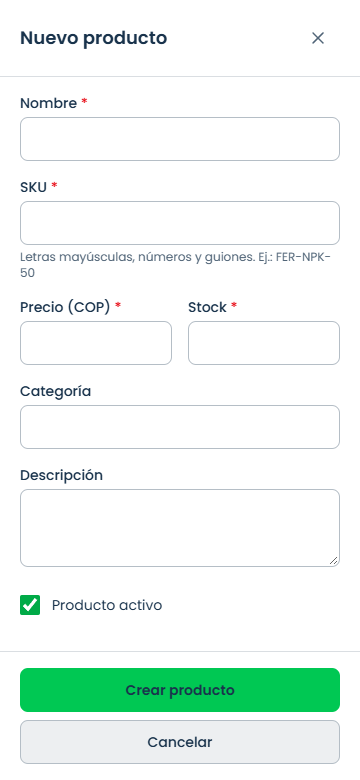 Nuevo producto
Nombre *
SKU *
Letras mayúsculas, números y guiones. Ej.: FER-NPK-
50
Precio (COP) * Stock *
Categoría
Descripción
Producto activo
Crear producto
Cancelar